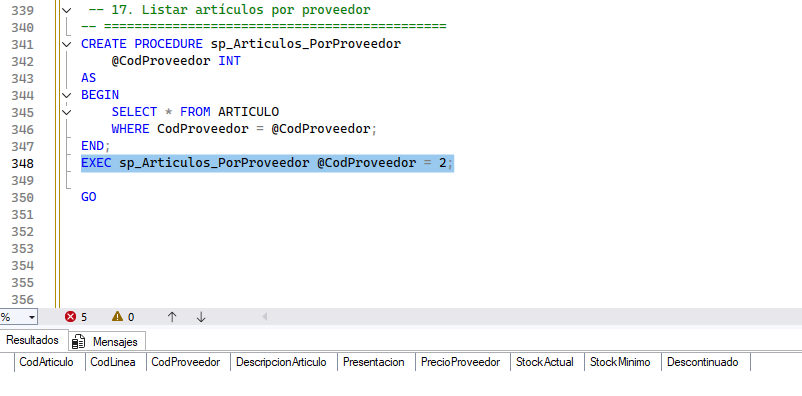 339 -- 17. Listar artículos por proveedor
340 -- ============================================
341 CREATE PROCEDURE sp_Articulos_PorProveedor
342 @CodProveedor INT
343 AS
344 BEGIN
345 SELECT * FROM ARTICULO
346 WHERE CodProveedor = @CodProveedor;
347 END;
348 EXEC sp_Articulos_PorProveedor @CodProveedor = 2;
349
350 GO
351
352
353
354
355
356
% 5 0
Resultados Mensajes
CodArticulo CodLinea CodProveedor DescripcionArticulo Presentacion PrecioProveedor StockActual StockMinimo Descontinuado